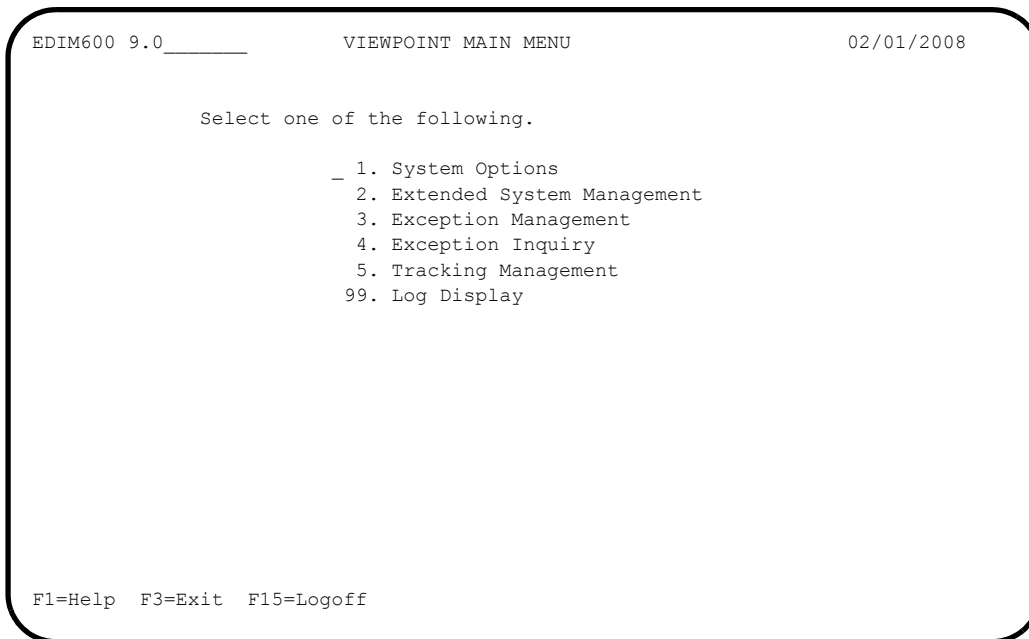 EDIM600 9.0_______ VIEWPOINT MAIN MENU 02/01/2008
Select one of the following.
_ 1. System Options
2. Extended System Management
3. Exception Management
4. Exception Inquiry
5. Tracking Management
99. Log Display
F1=Help F3=Exit F15=Logoff